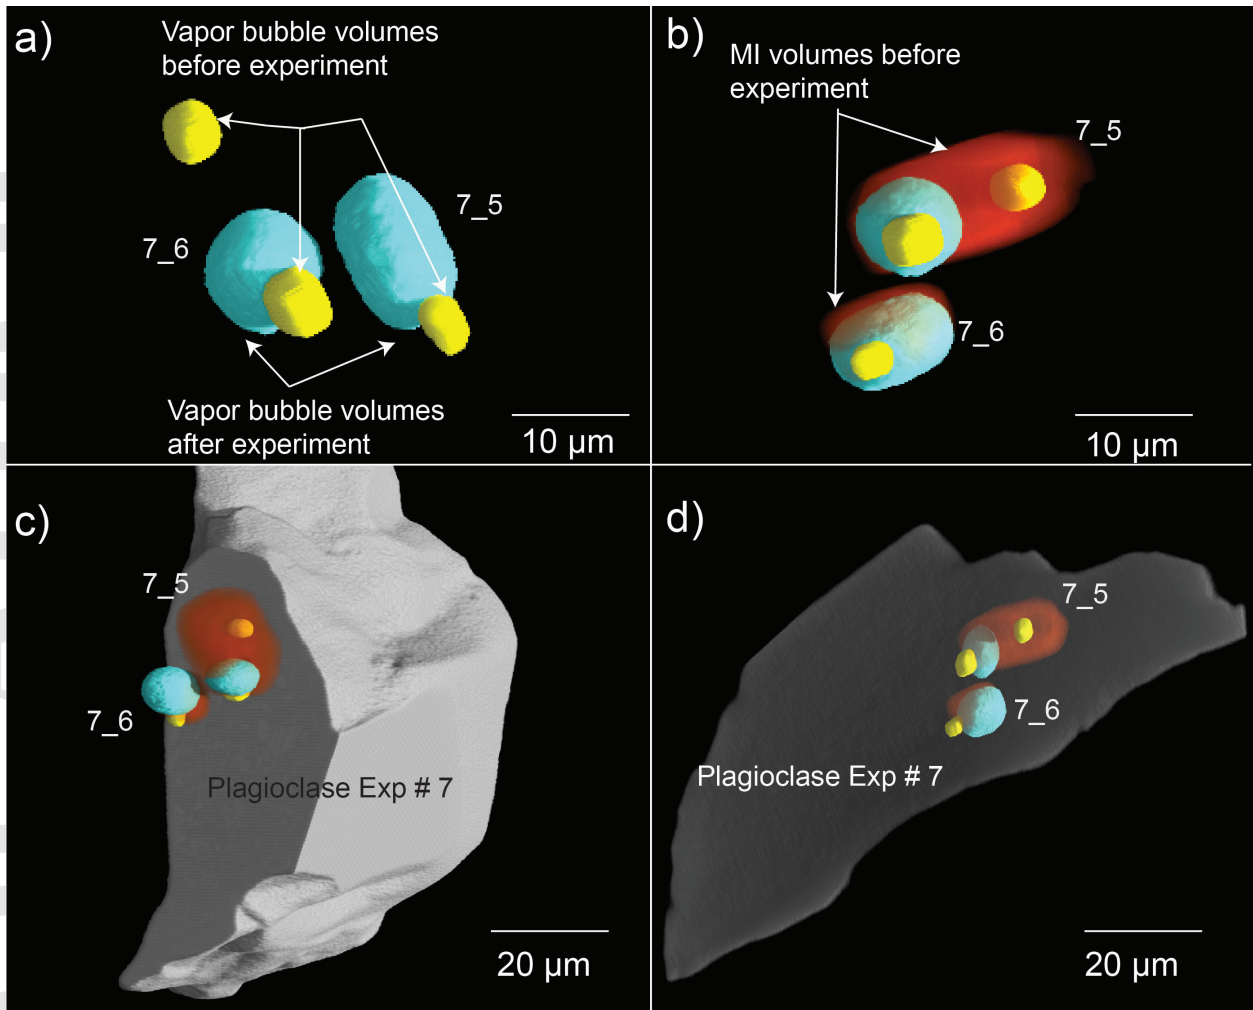 a)
Vapor bubble volumes
before experiment
7_5
7_6
Vapor bubble volumes
after experiment
10 µm
b)
MI volumes before
experiment
7_5
7_6
10 µm
c)
7_5
7_6
Plagioclase Exp # 7
20 µm
d)
7_5
7_6
Plagioclase Exp # 7
20 µm